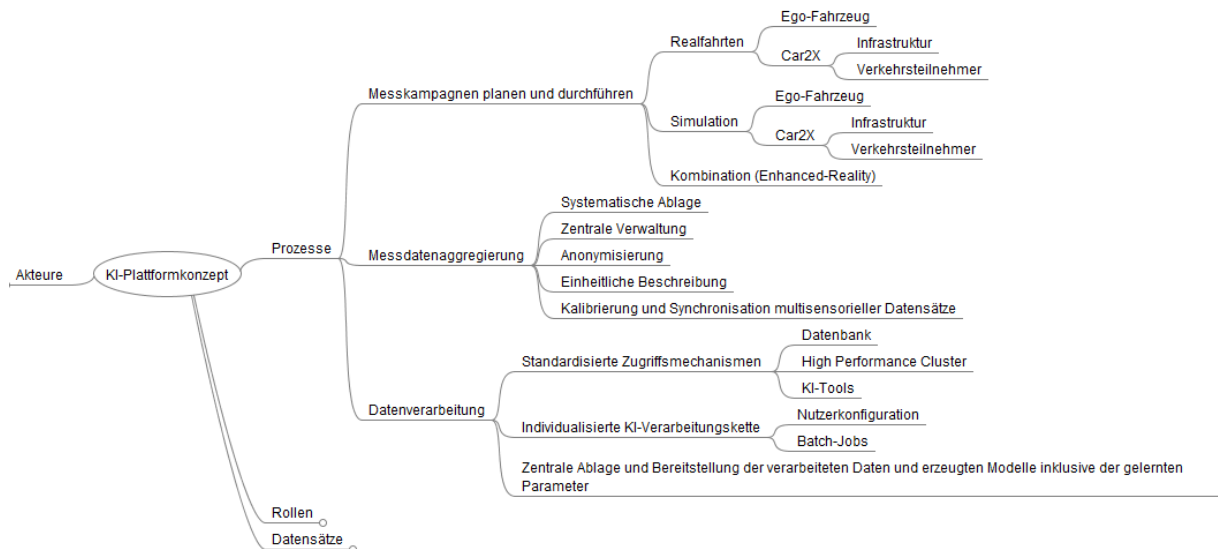 Akteure
KI-Plattformkonzept
Prozesse
Messkampagnen planen und durchführen
Realfahrten
Ego-Fahrzeug
Car2X
Infrastruktur
Verkehrsteilnehmer
Simulation
Ego-Fahrzeug
Car2X
Infrastruktur
Verkehrsteilnehmer
Kombination (Enhanced-Reality)
Messdatenaggregierung
Systematische Ablage
Zentrale Verwaltung
Anonymisierung
Einheitliche Beschreibung
Kalibrierung und Synchronisation multisensorieller Datensätze
Datenverarbeitung
Standardisierte Zugriffsmechanismen
Datenbank
High Performance Cluster
KI-Tools
Individualisierte KI-Verarbeitungskette
Nutzerkonfiguration
Batch-Jobs
Zentrale Ablage und Bereitstellung der verarbeiteten Daten und erzeugten Modelle inklusive der gelernten
Parameter
Rollen
Datensätze